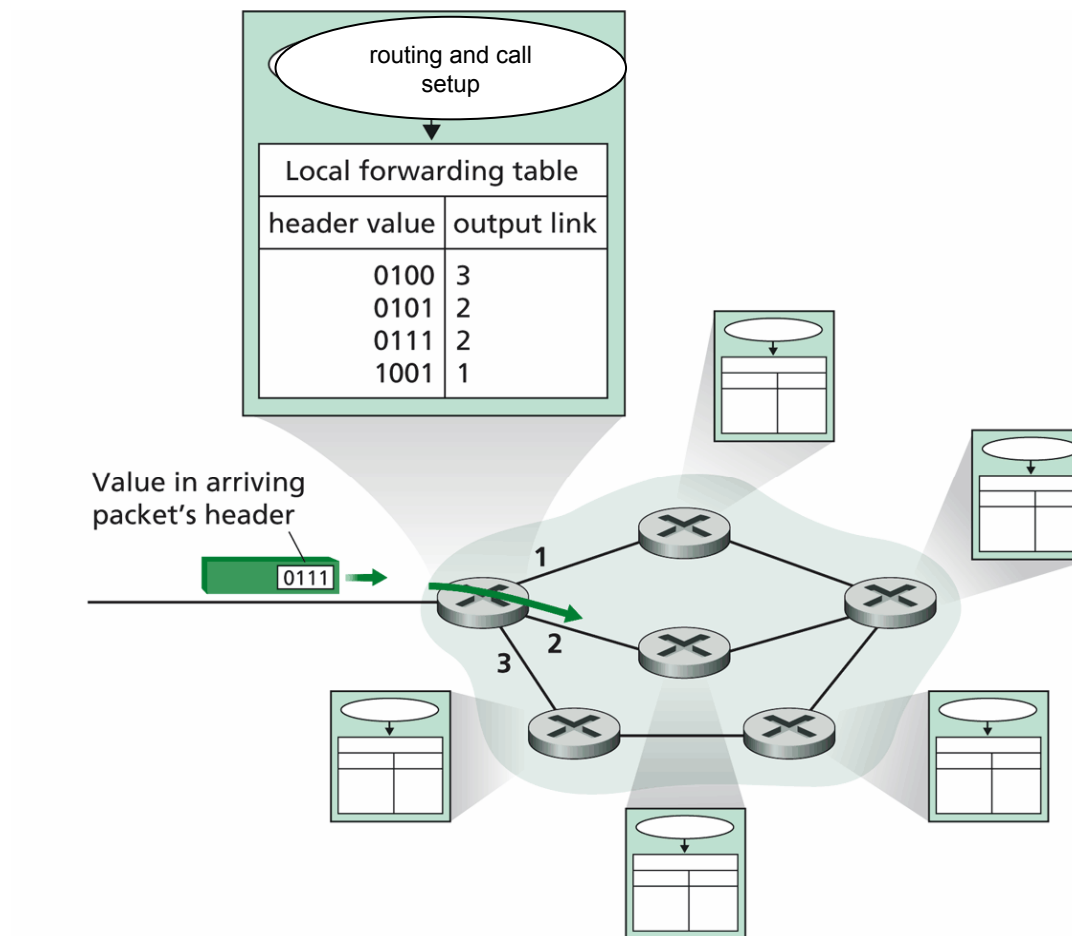 routing and call
setup
Local forwarding table
header value output link
0100 3
0101 2
0111 2
1001 1
Value in arriving
packet's header
0111
1
2
3